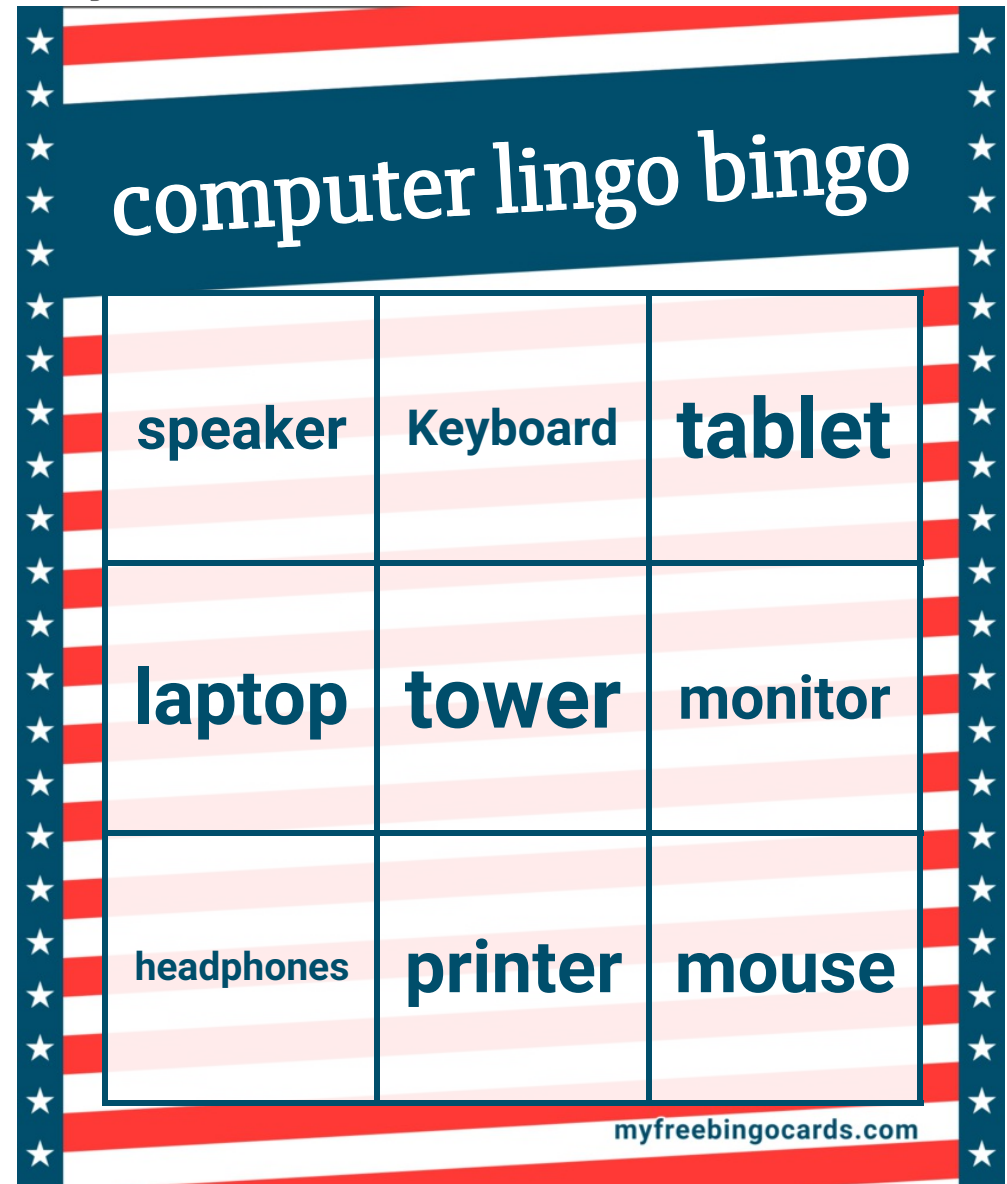 computer lingo bingo
speaker
Keyboard
tablet
laptop
tower
monitor
headphones
printer
mouse
myfreebingocards.com